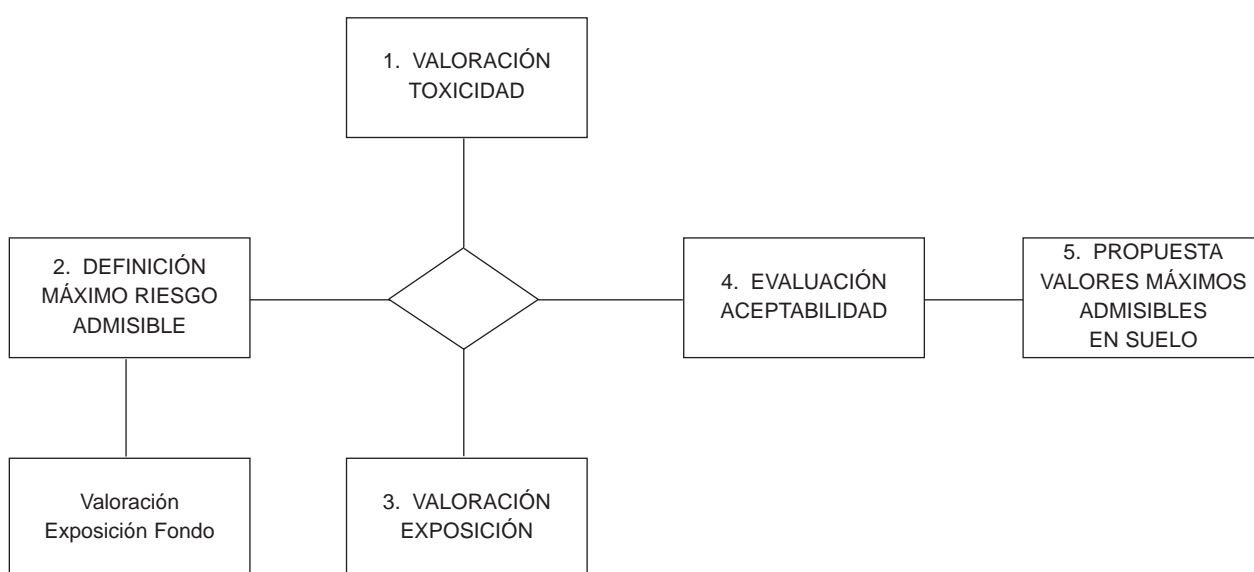 1. VALORACIÓN
TOXICIDAD
2. DEFINICIÓN
MÁXIMO RIESGO
ADMISIBLE
4. EVALUACIÓN
ACEPTABILIDAD
5. PROPUESTA
VALORES MÁXIMOS
ADMISIBLES
EN SUELO
Valoración
Exposición Fondo
3. VALORACIÓN
EXPOSICIÓN